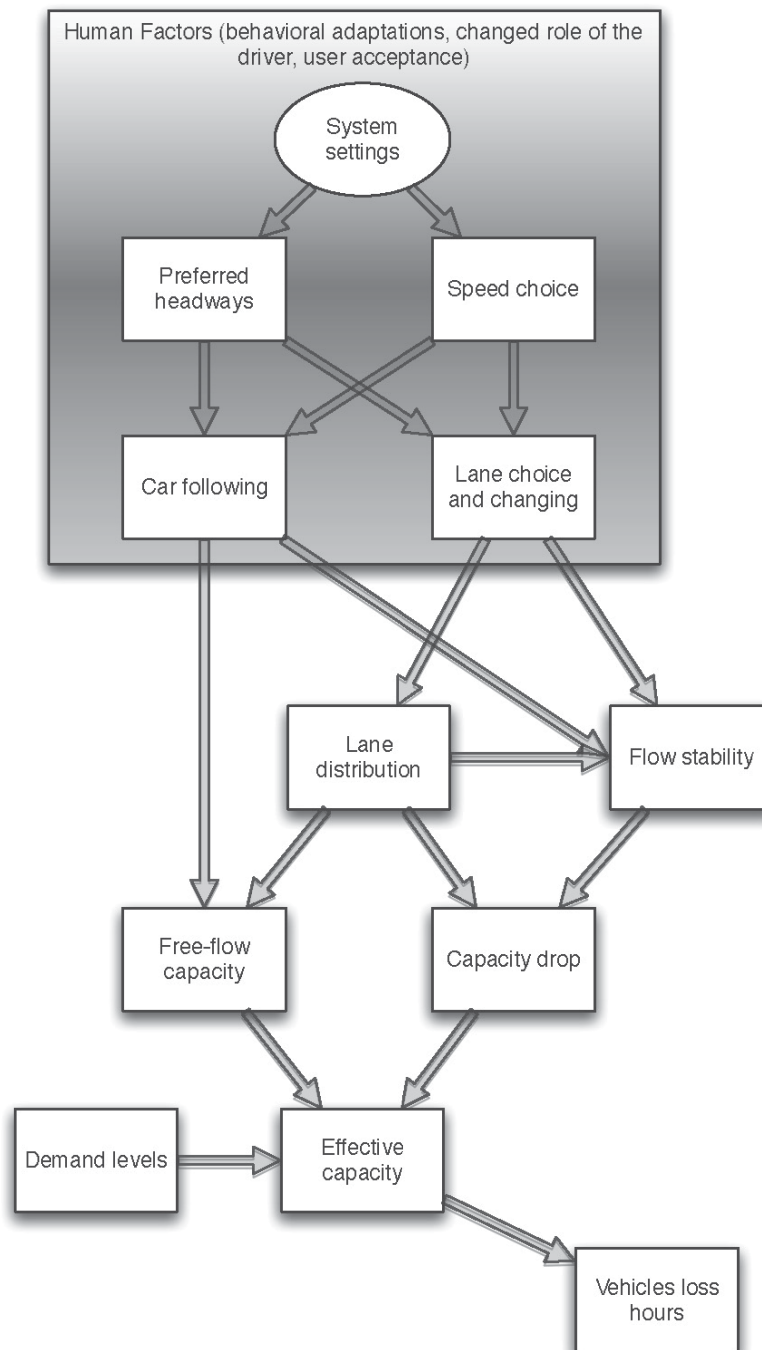 Human Factors (behavioral adaptations, changed role of the
driver, user acceptance)
System
settings
Preferred
headways
Speed choice
Car following
Lane choice
and changing
Lane
distribution
Flow stability
Free-flow
capacity
Capacity drop
Demand levels
Effective
capacity
Vehicles loss
hours